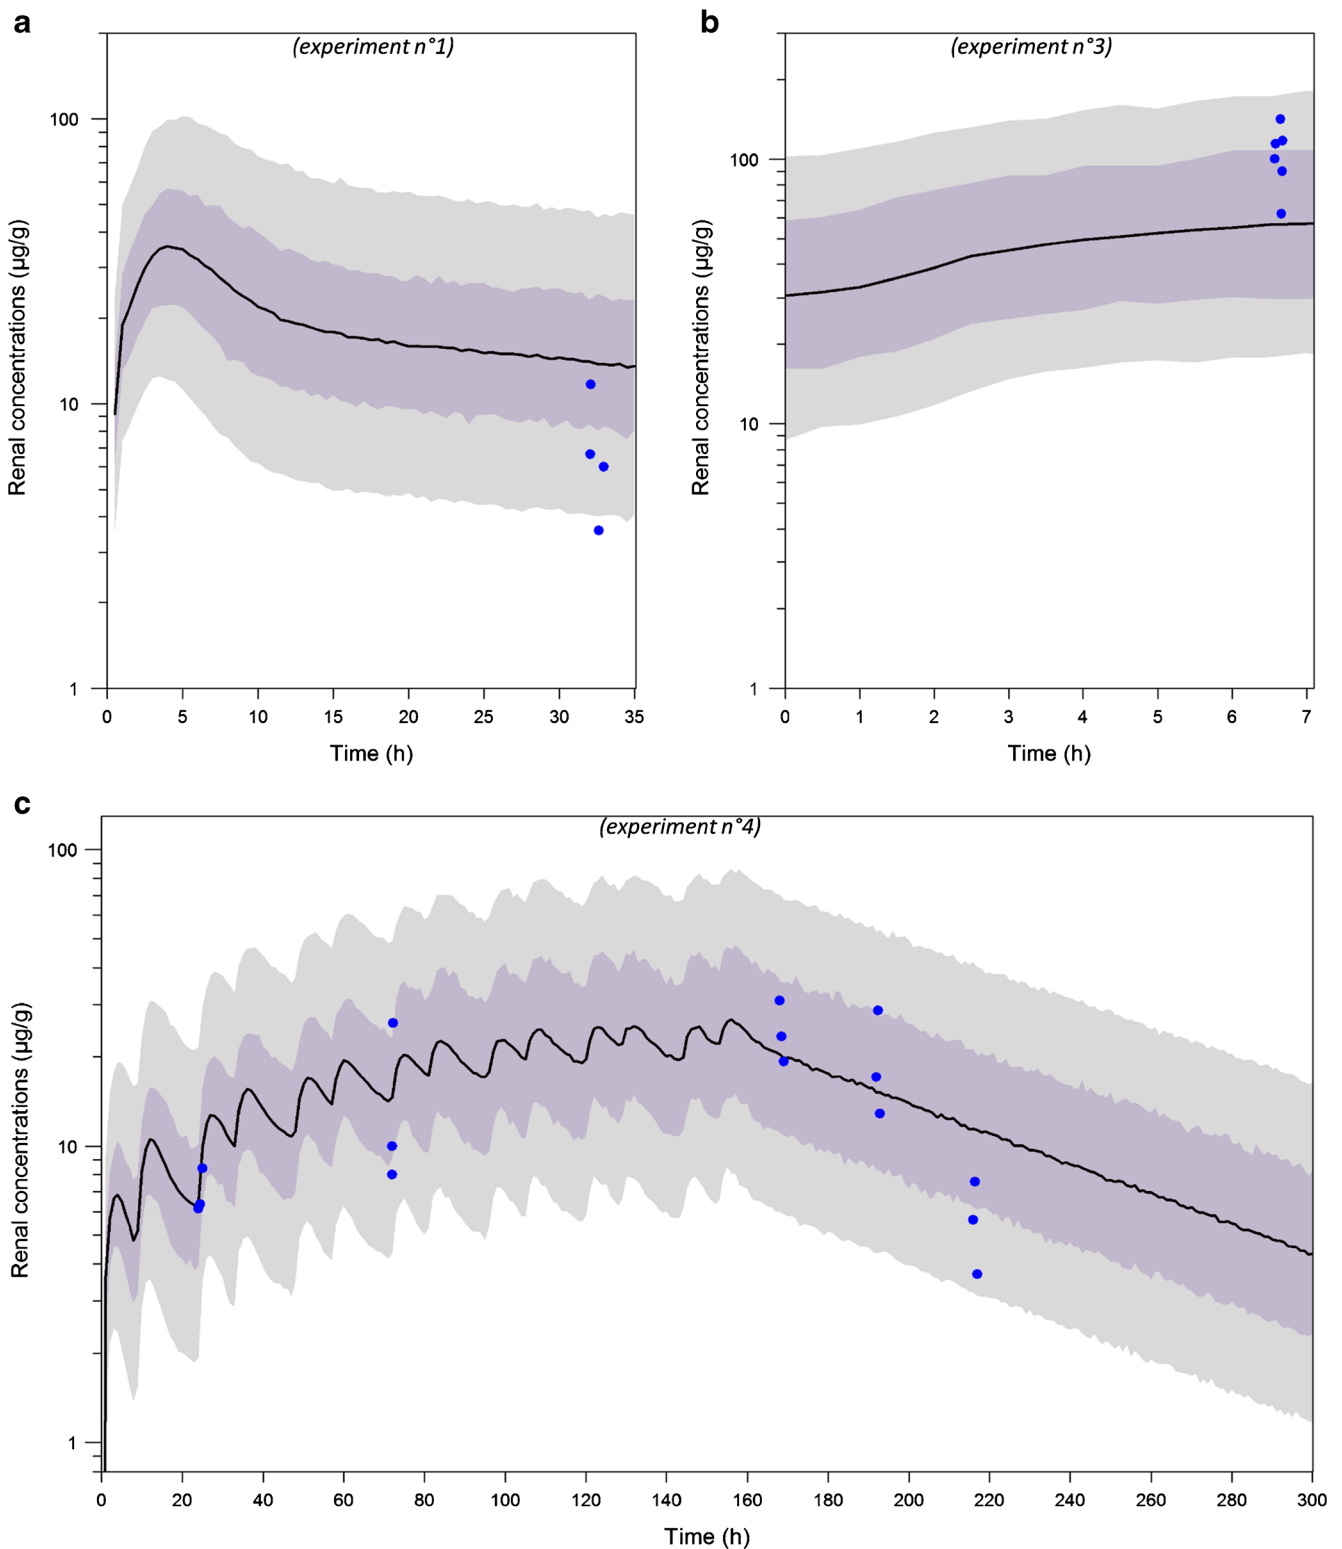 a
(experiment n°1)
Renal concentrations (µg/g)
100
10
1
0 5 10 15 20 25 30 35
Time (h)
b
(experiment n°3)
Renal concentrations (µg/g)
100
10
1
0 1 2 3 4 5 6 7
Time (h)
c
(experiment n°4)
Renal concentrations (µg/g)
100
10
1
0 20 40 60 80 100 120 140 160 180 200 220 240 260 280 300
Time (h)